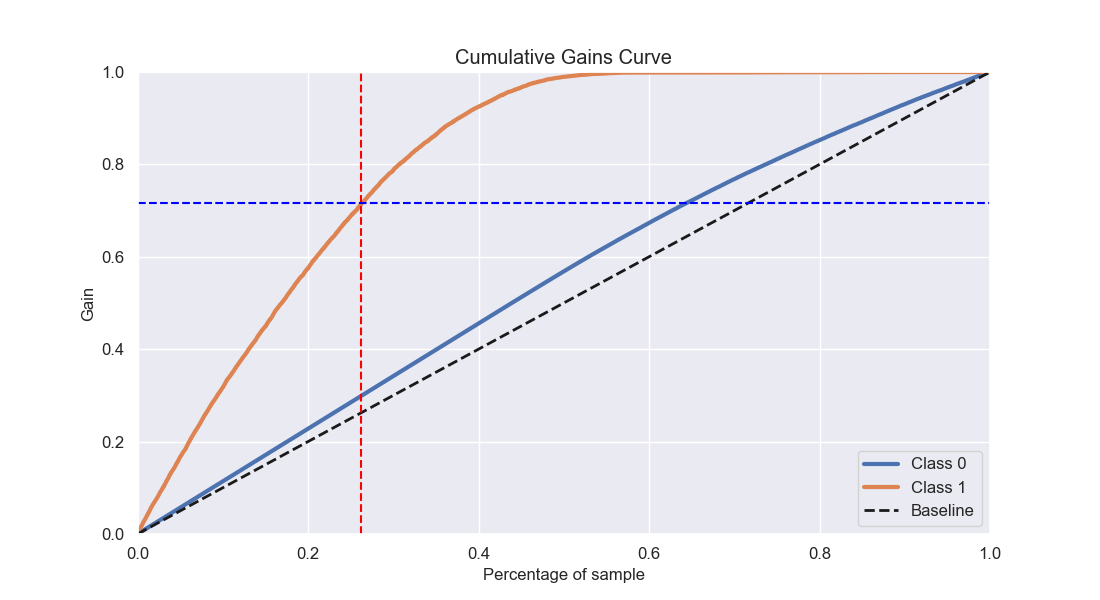 Cumulative Gains Curve
1.0
0.8
0.6
0.4
0.2
0.0
Gain
0.0 0.2 0.4 0.6 0.8 1.0
Percentage of sample
Class 0
Class 1
Baseline